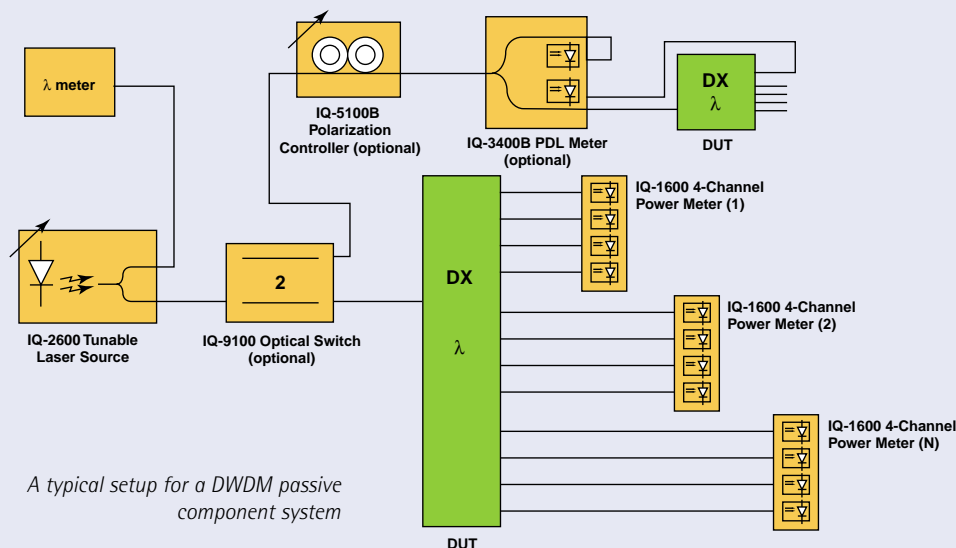 λ meter
IQ-5100B
Polarization
Controller (optional)
IQ-3400B PDL Meter
(optional)
DX
λ
DUT
IQ-2600 Tunable
Laser Source
2
IQ-9100 Optical Switch
(optional)
DX
λ
DUT
IQ-1600 4-Channel
Power Meter (1)
IQ-1600 4-Channel
Power Meter (2)
IQ-1600 4-Channel
Power Meter (N)
A typical setup for a DWDM passive
component system